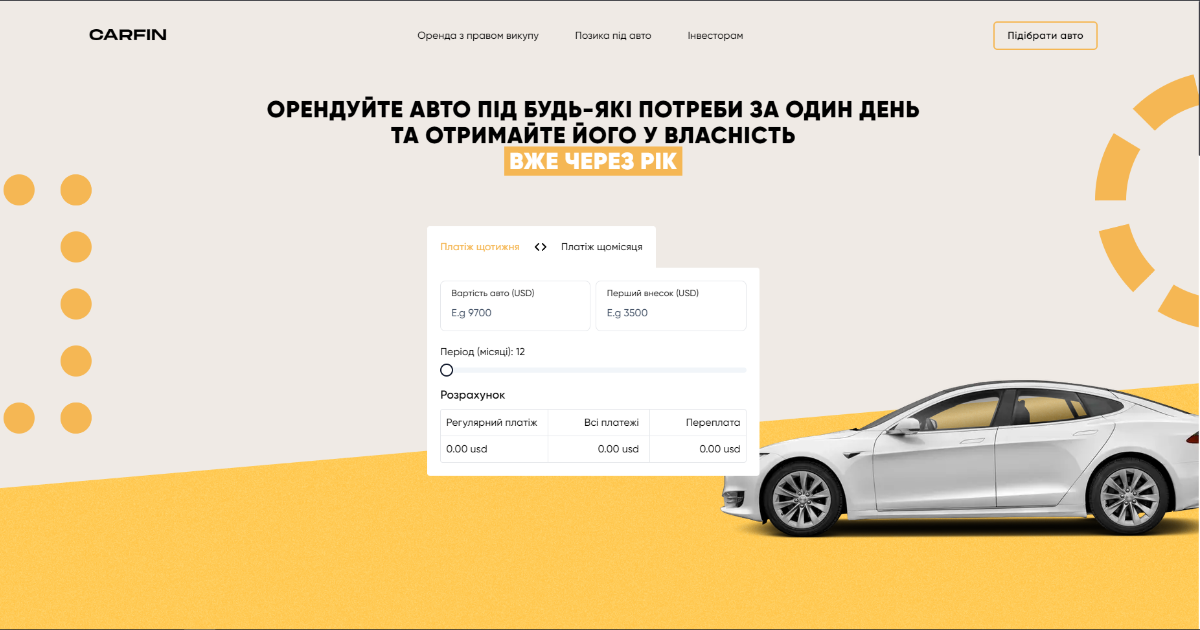 CARFIN
Оренда з правом викупу
Позика під авто
Інвесторам
Підібрати авто
ОРЕНДУЙТЕ АВТО ПІД БУДЬ-ЯКІ ПОТРЕБИ ЗА ОДИН ДЕНЬ
ТА ОТРИМАЙТЕ ЙОГО У ВЛАСНІСТЬ
ВЖЕ ЧЕРЕЗ РІК
Платіж щотижня <> Платіж щомісяця
Вартість авто (USD)
E.g 9700
Перший внесок (USD)
E.g 3500
Період (місяці): 12
Розрахунок
Регулярний платіж Всі платежі Переплата
0.00 usd 0.00 usd 0.00 usd